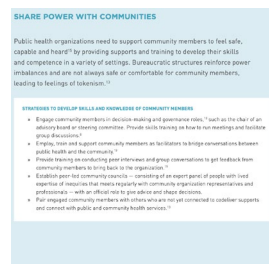 SHARE POWER WITH COMMUNITIES
Public health organizations need to support community members to feel safe,
capable and heard by providing supports and training to develop their skills
and competence in a variety of settings. Bureaucratic structures reinforce power
imbalances and are not always safe or comfortable for community members,
leading to feelings of tokenism.
STRATEGIES TO DEVELOP SKILLS AND KNOWLEDGE OF COMMUNITY MEMBERS
Engage community members in decision-making and governance roles, such as the chair of an
advisory board or steering committee. Provide skills training on how to run meetings and facilitate
group discussions.
Employ, train and support community members as facilitators to bridge conversations between
public health and the community.
Provide training on conducting peer interviews and group conversations to get feedback from
community members to bring back to the organization.
Establish peer-led community councils — consisting of an expert panel of people with lived
expertise of inequities that meets regularly with community organization representatives and
professionals — with an official role to give advice and shape decisions.
Pair engaged community members with others who are not yet connected to codeliver supports
and connect with public and community health services.